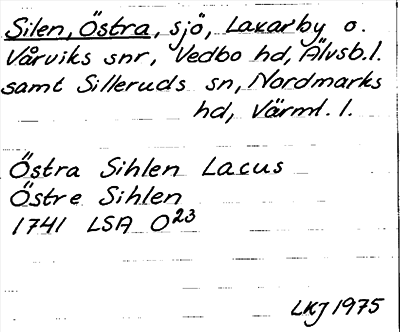 Silen, Östra, sjö, Laxarby o.
Vårviks snr, Vedbo hd, Älvsb.l.
samt Silleruds sn, Nordmarks
hd, Värml. l.
Östra Sihlen Lacus
Östre Sihlen
1741 LSA O23
LKJ 1975